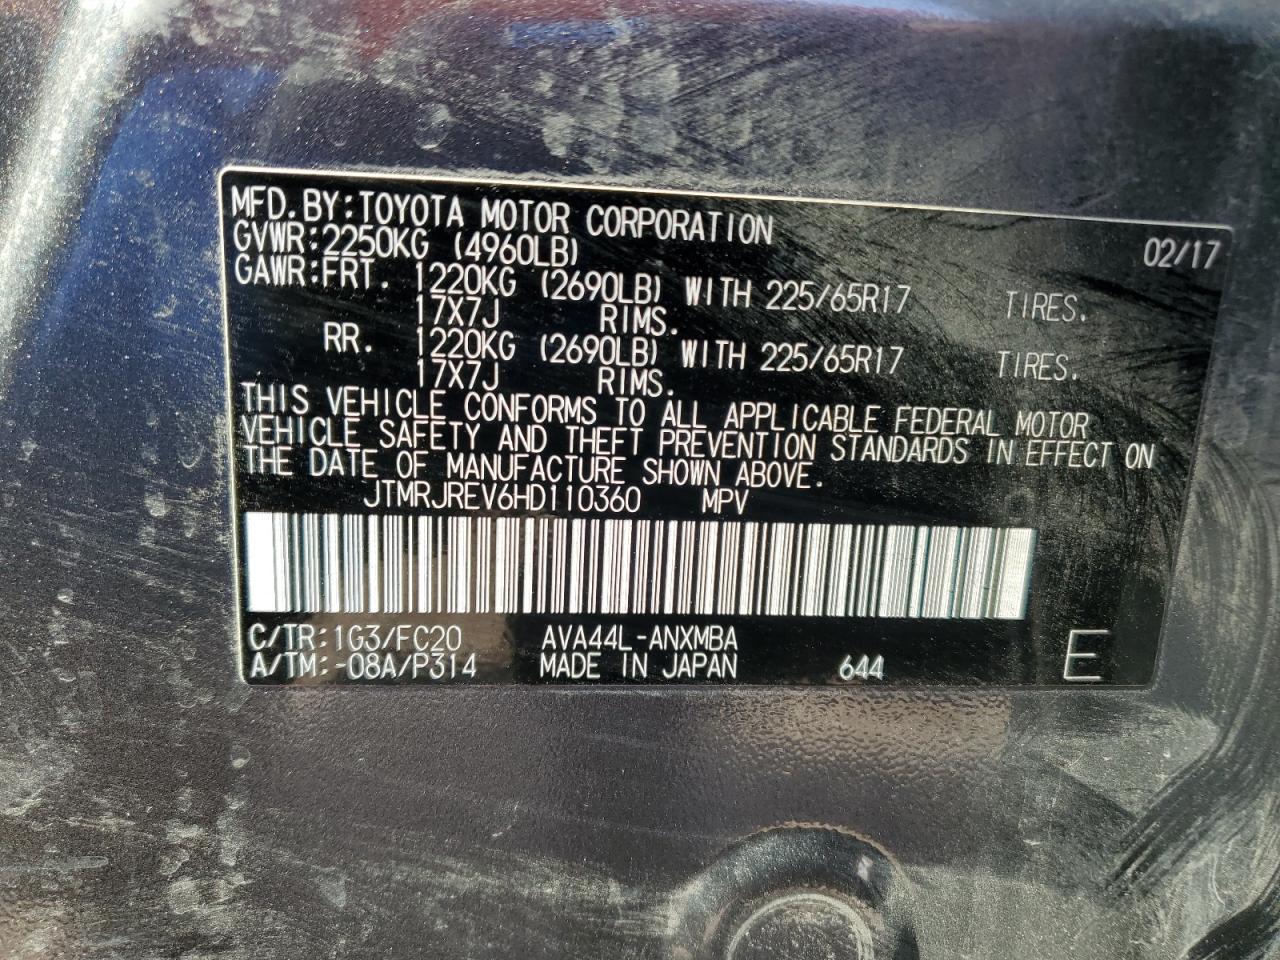 MFD.BY:TOYOTA MOTOR CORPORATION 02/17
GVWR:2250KG (4960LB)
GAWR:FRT. 1220KG (2690LB) WITH 225/65R17 TIRES.
17X7J RIMS.
RR. 1220KG (2690LB) WITH 225/65R17 TIRES.
17X7J RIMS.
THIS VEHICLE CONFORMS TO ALL APPLICABLE FEDERAL MOTOR
VEHICLE SAFETY AND THEFT PREVENTION STANDARDS IN EFFECT ON
THE DATE OF MANUFACTURE SHOWN ABOVE.
JTMRJREV6HD110360 MPV
C/TR:1G3/FC20 AVA44L-ANXMBA
A/TM:-08A/P314 MADE IN JAPAN 644 E